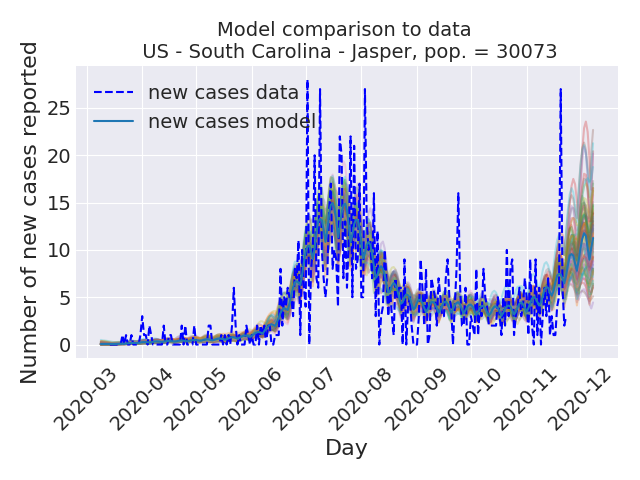 Model comparison to data
US - South Carolina - Jasper, pop. = 30073
Number of new cases reported
25
20
15
10
5
0
new cases data
new cases model
2020-03
2020-04
2020-05
2020-06
2020-07
2020-08
2020-09
2020-10
2020-11
2020-12
Day